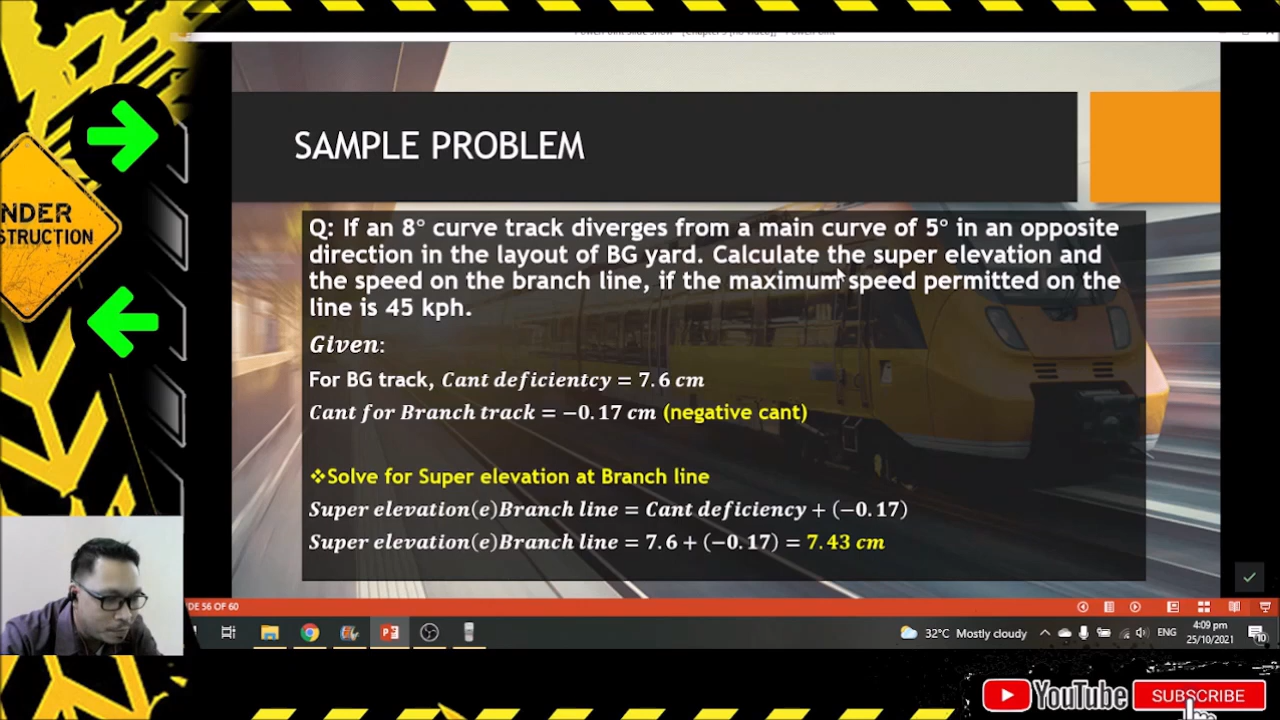 SAMPLE PROBLEM
Q: If an 8° curve track diverges from a main curve of 5° in an opposite
direction in the layout of BG yard. Calculate the super elevation and
the speed on the branch line, if the maximum speed permitted on the
line is 45 kph.
Given:
For BG track, Cant deficientcy = 7.6 cm
Cant for Branch track = −0.17 cm (negative cant)
❖Solve for Super elevation at Branch line
Super elevation(e)Branch line = Cant deficiency + (−0.17)
Super elevation(e)Branch line = 7.6 + (−0.17) = 7.43 cm
NDER
STRUCTION
DE 56 OF 60
32°C Mostly cloudy
ENG
4:09 pm
25/10/2021
YouTube
SUBSCRIBE